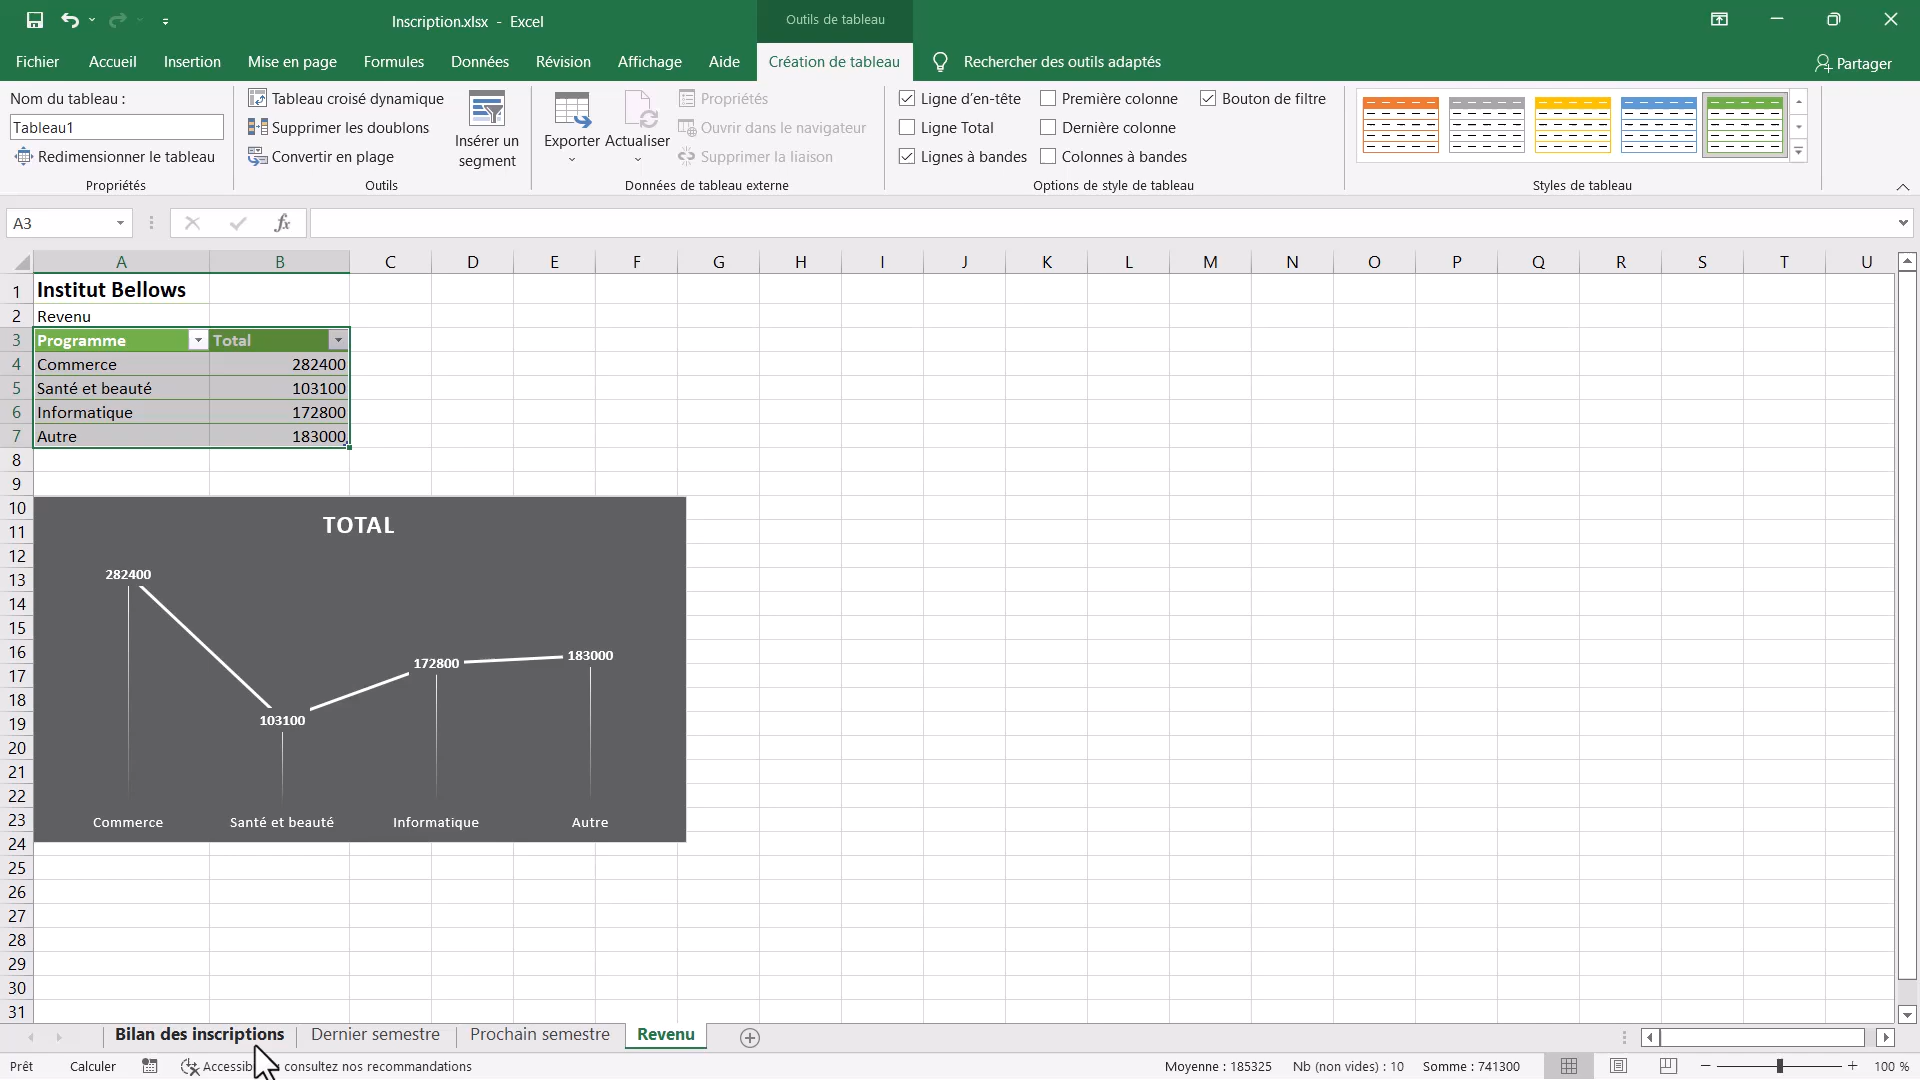 Inscription.xlsx - Excel
Outils de tableau
Fichier Accueil Insertion Mise en page Formules Données Révision Affichage Aide Création de tableau Rechercher des outils adaptés Partager
Nom du tableau :
Tableau1
Redimensionner le tableau
Propriétés
Tableau croisé dynamique
Supprimer les doublons
Convertir en plage
Outils
Insérer un
segment
Exporter
Actualiser
Propriétés
Ouvrir dans le navigateur
Supprimer la liaison
Données de tableau externe
Ligne d'en-tête
Ligne Total
Lignes à bandes
Première colonne
Dernière colonne
Colonnes à bandes
Bouton de filtre
Options de style de tableau
Styles de tableau
A3
fx
A B C D E F G H I J K L M N O P Q R S T U
1 Institut Bellows
2 Revenu
3 Programme Total
4 Commerce 282400
5 Santé et beauté 103100
6 Informatique 172800
7 Autre 183000
8
9
10
11
12
13
14
15
16
17
18
19
20
21
22
23
24
25
26
27
28
29
30
31
TOTAL
282400
103100
172800
183000
Commerce Santé et beauté Informatique Autre
Bilan des inscriptions Dernier semestre Prochain semestre Revenu
Prêt Calculer Accessib consultez nos recommandations Moyenne : 185325 Nb (non vides) : 10 Somme : 741300 100 %